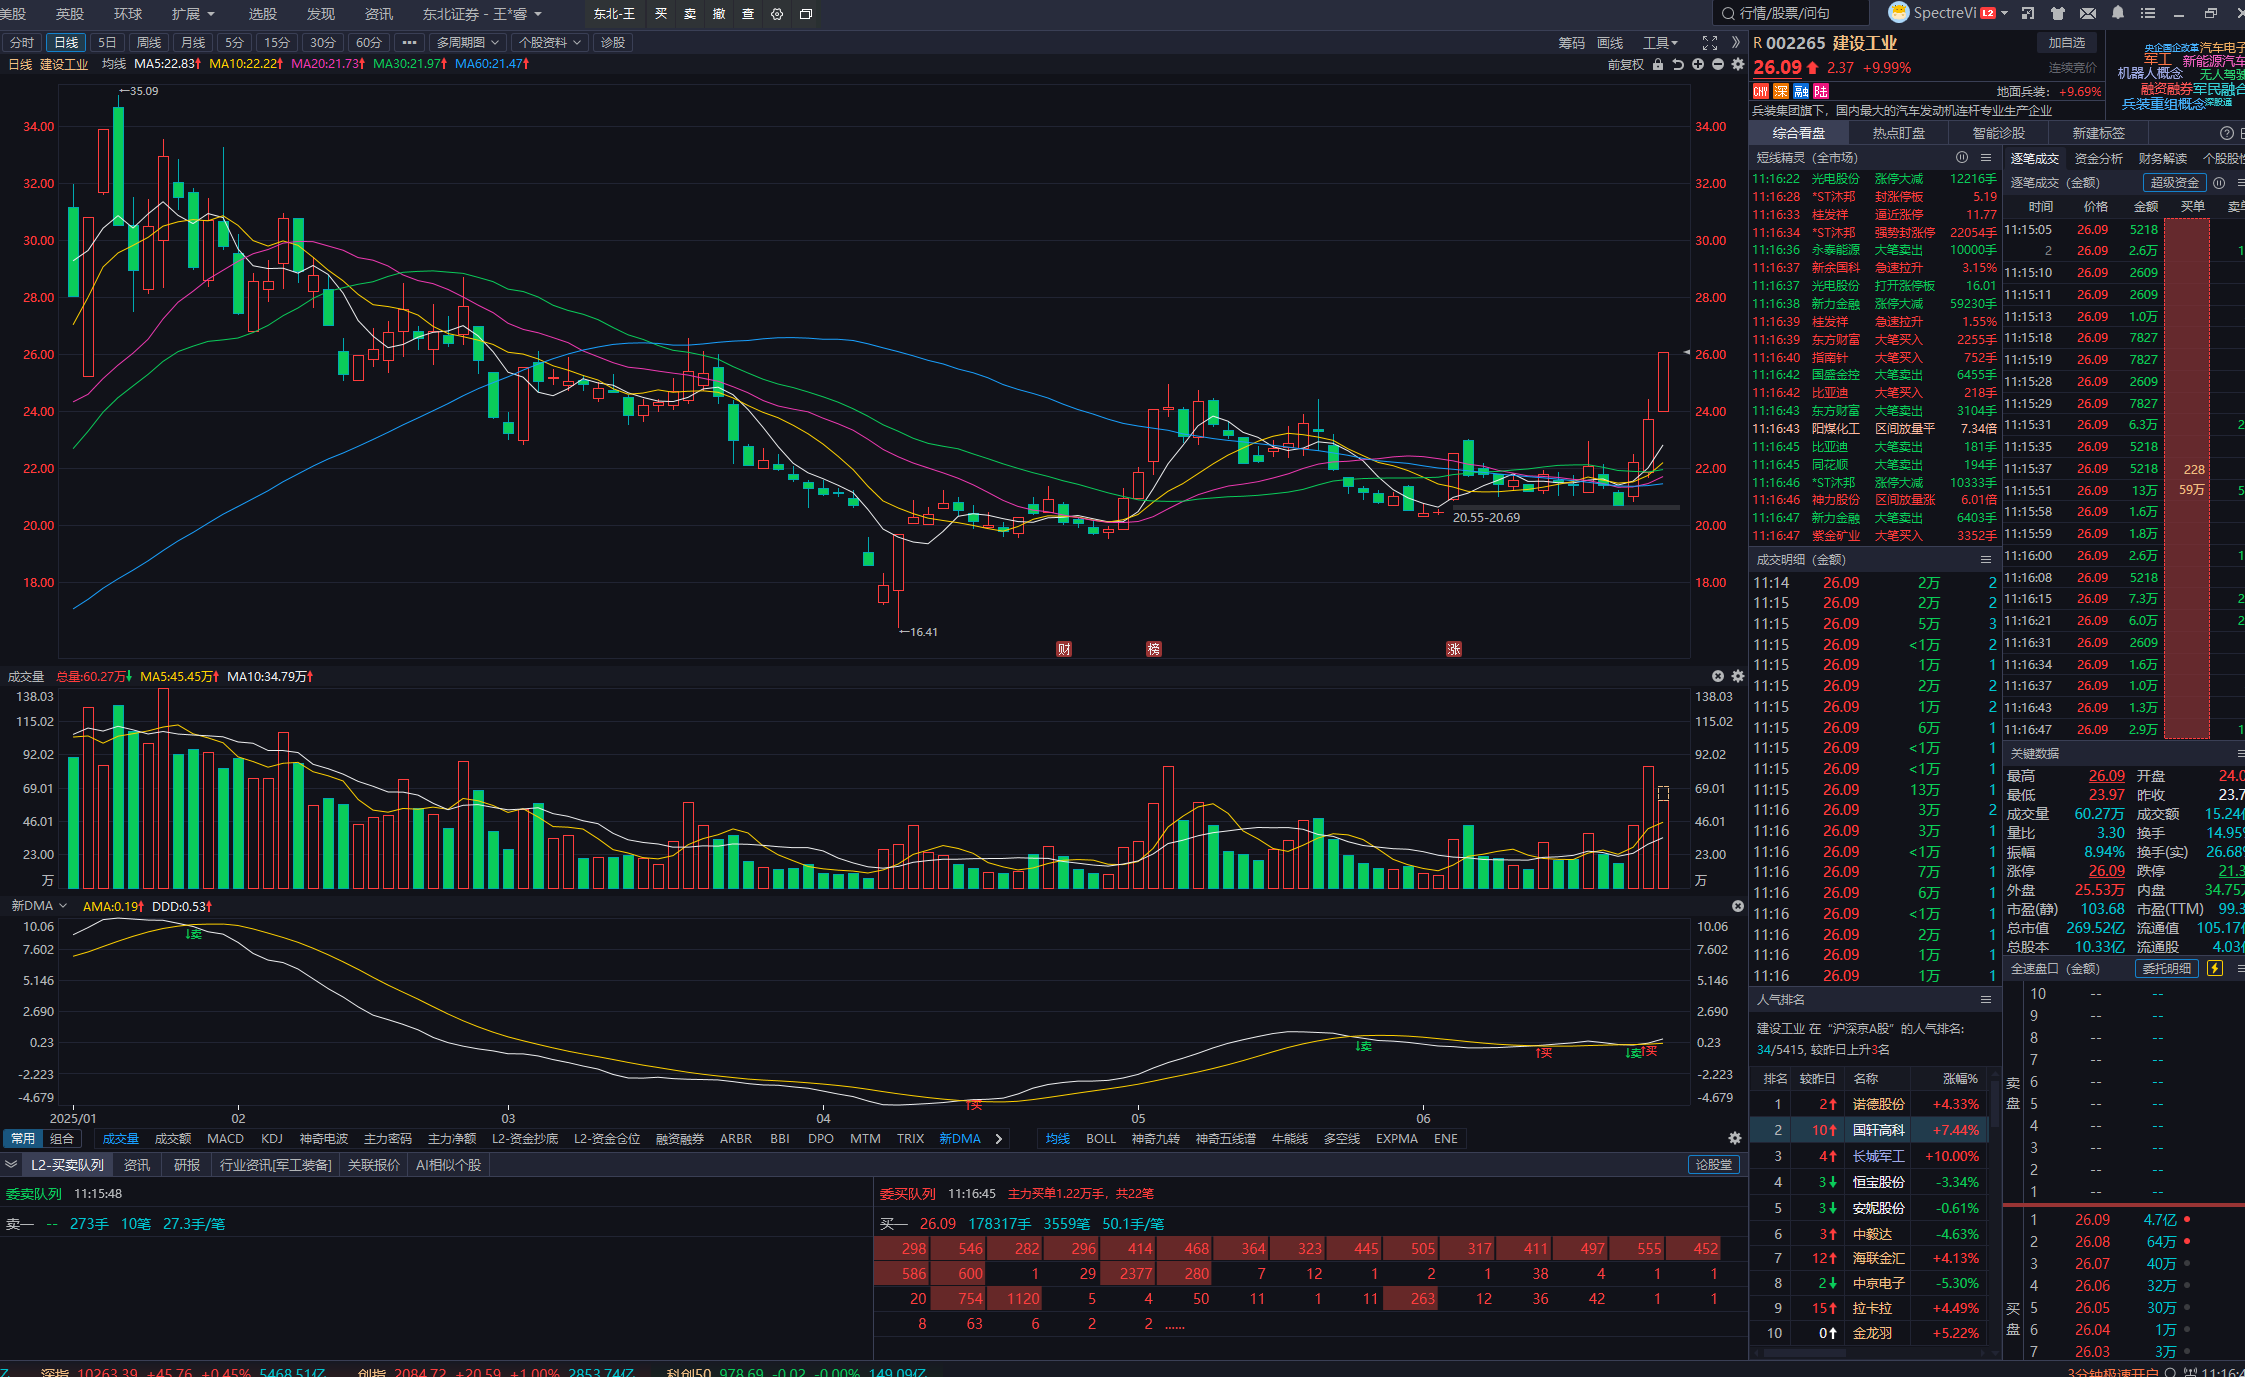 美股 英股 环球 扩展 选股 发现 资讯 东北证券 - 王*睿 东北-王 买 卖 撤 查 行情/股票/问句 SpectreVi L2
分时 日线 5日 周线 月线 5分 15分 30分 60分 ••• 多周期图 个股资料 诊股 筹码 画线 工具
日线 建设工业 均线 MA5:22.83↑ MA10:22.22↑ MA20:21.73↑ MA30:21.97↑ MA60:21.47↑ 前复权
←35.09
34.00 34.00
32.00 32.00
30.00 30.00
28.00 28.00
26.00 26.00
24.00 24.00
22.00 22.00
20.00 20.00
18.00 18.00
20.55-20.69
←16.41
财 榜 涨
成交量 总量:60.27万↓ MA5:45.45万↑ MA10:34.79万↑
138.03 138.03
115.02 115.02
92.02 92.02
69.01 69.01
46.01 46.01
23.00 23.00
万 万
新DMA AMA:0.19↑ DDD:0.53↑
10.06 10.06
7.602 7.602
5.146 5.146
2.690 2.690
0.23 0.23
-2.223 -2.223
-4.679 -4.679
↓卖 ↑买 ↓卖 ↑买 ↓卖 ↑买
2025/01 02 03 04 05 06
常用 组合 成交量 成交额 MACD KDJ 神奇电波 主力密码 主力净额 L2-资金抄底 L2-资金仓位 融资融券 ARBR BBI DPO MTM TRIX 新DMA 均线 BOLL 神奇九转 神奇五线谱 牛熊线 多空线 EXPMA ENE
L2-买卖队列 资讯 研报 行业资讯[军工装备] 关联报价 AI相似个股 论股堂
委卖队列 11:15:48
卖一 -- 273手 10笔 27.3手/笔
委买队列 11:16:45 主力买单1.22万手，共22笔
买一 26.09 178317手 3559笔 50.1手/笔
298 546 282 296 414 468 364 323 445 505 317 411 497 555 452
586 600 1 29 2377 280 7 12 1 2 1 38 4 1 1
20 754 1120 5 4 50 11 1 11 263 12 36 42 1 1
8 63 6 2 2 ......
R 002265 建设工业 加自选
26.09 ↑ 2.37 +9.99% 连续竞价
CHY 深 融 陆 地面兵装: +9.69%
兵装集团旗下，国内最大的汽车发动机连杆专业生产企业
央企国企改革 汽车电子
军工 新能源汽车
机器人概念 无人驾驶
融资融券 军民融合
兵装重组概念 深股通
综合看盘 热点盯盘 智能诊股 新建标签
短线精灵 (全市场)
11:16:22 光电股份 涨停大减 12216手
11:16:28 *ST沐邦 封涨停板 5.19
11:16:33 桂发祥 逼近涨停 11.77
11:16:34 *ST沐邦 强势封涨停 22054手
11:16:36 永泰能源 大笔卖出 10000手
11:16:37 新余国科 急速拉升 3.15%
11:16:37 光电股份 打开涨停板 16.01
11:16:38 新力金融 涨停大减 59230手
11:16:39 桂发祥 急速拉升 1.55%
11:16:39 东方财富 大笔买入 2255手
11:16:40 指南针 大笔买入 752手
11:16:42 国盛金控 大笔卖出 6455手
11:16:42 比亚迪 大笔买入 218手
11:16:43 东方财富 大笔卖出 3104手
11:16:43 阳煤化工 区间放量平 7.34倍
11:16:45 比亚迪 大笔卖出 181手
11:16:45 同花顺 大笔卖出 194手
11:16:46 *ST沐邦 涨停大减 10333手
11:16:46 神力股份 区间放量涨 6.01倍
11:16:47 新力金融 大笔卖出 6403手
11:16:47 紫金矿业 大笔买入 3352手
成交明细 (金额)
11:14 26.09 2万 2
11:15 26.09 2万 2
11:15 26.09 5万 3
11:15 26.09 <1万 2
11:15 26.09 1万 1
11:15 26.09 2万 2
11:15 26.09 1万 2
11:15 26.09 6万 1
11:15 26.09 <1万 1
11:15 26.09 <1万 1
11:15 26.09 13万 1
11:16 26.09 3万 2
11:16 26.09 3万 1
11:16 26.09 <1万 1
11:16 26.09 7万 1
11:16 26.09 6万 1
11:16 26.09 <1万 1
11:16 26.09 2万 1
11:16 26.09 1万 1
11:16 26.09 1万 1
人气排名
建设工业 在 “沪深京A股” 的人气排名:
34/5415, 较昨日上升3名
排名 较昨日 名称 涨幅%
1 2↑ 诺德股份 +4.33%
2 10↑ 国轩高科 +7.44%
3 4↑ 长城军工 +10.00%
4 3↓ 恒宝股份 -3.34%
5 3↓ 安妮股份 -0.61%
6 3↑ 中毅达 -4.63%
7 12↑ 海联金汇 +4.13%
8 2↓ 中京电子 -5.30%
9 15↑ 拉卡拉 +4.49%
10 0↑ 金龙羽 +5.22%
逐笔成交 资金分析 财务解读 个股股性
逐笔成交 (金额) 超级资金
时间 价格 金额 买单 卖单
11:15:05 26.09 5218
2 26.09 2.6万 1
11:15:10 26.09 2609
11:15:11 26.09 2609
11:15:13 26.09 1.0万
11:15:18 26.09 7827
11:15:19 26.09 7827
11:15:28 26.09 2609
11:15:29 26.09 7827
11:15:31 26.09 6.3万 2
11:15:35 26.09 5218
11:15:37 26.09 5218 228
11:15:51 26.09 13万 59万 5
11:15:58 26.09 1.6万
11:15:59 26.09 1.8万
11:16:00 26.09 2.6万 1
11:16:08 26.09 5218
11:16:15 26.09 7.3万 2
11:16:21 26.09 6.0万 2
11:16:31 26.09 2609
11:16:34 26.09 1.6万
11:16:37 26.09 1.0万
11:16:43 26.09 1.3万
11:16:47 26.09 2.9万 1
关键数据
最高 26.09 开盘 24.0
最低 23.97 昨收 23.7
成交量 60.27万 成交额 15.24亿
量比 3.30 换手 14.95%
振幅 8.94% 换手(实) 26.68%
涨停 26.09 跌停 21.3
外盘 25.53万 内盘 34.75万
市盈(静) 103.68 市盈(TTM) 99.3
总市值 269.52亿 流通值 105.17亿
总股本 10.33亿 流通股 4.03亿
全速盘口 (金额) 委托明细
卖盘
10 -- --
9 -- --
8 -- --
7 -- --
6 -- --
5 -- --
4 -- --
3 -- --
2 -- --
1 -- --
买盘
1 26.09 4.7亿
2 26.08 64万
3 26.07 40万
4 26.06 32万
5 26.05 30万
6 26.04 1万
7 26.03 3万
亿 深指 10263.39 +45.76 +0.45% 5468.51亿 创指 2084.72 +20.59 +1.00% 2853.74亿 科创50 978.69 -0.02 -0.00% 149.09亿 3分钟极速开户 11:16:4